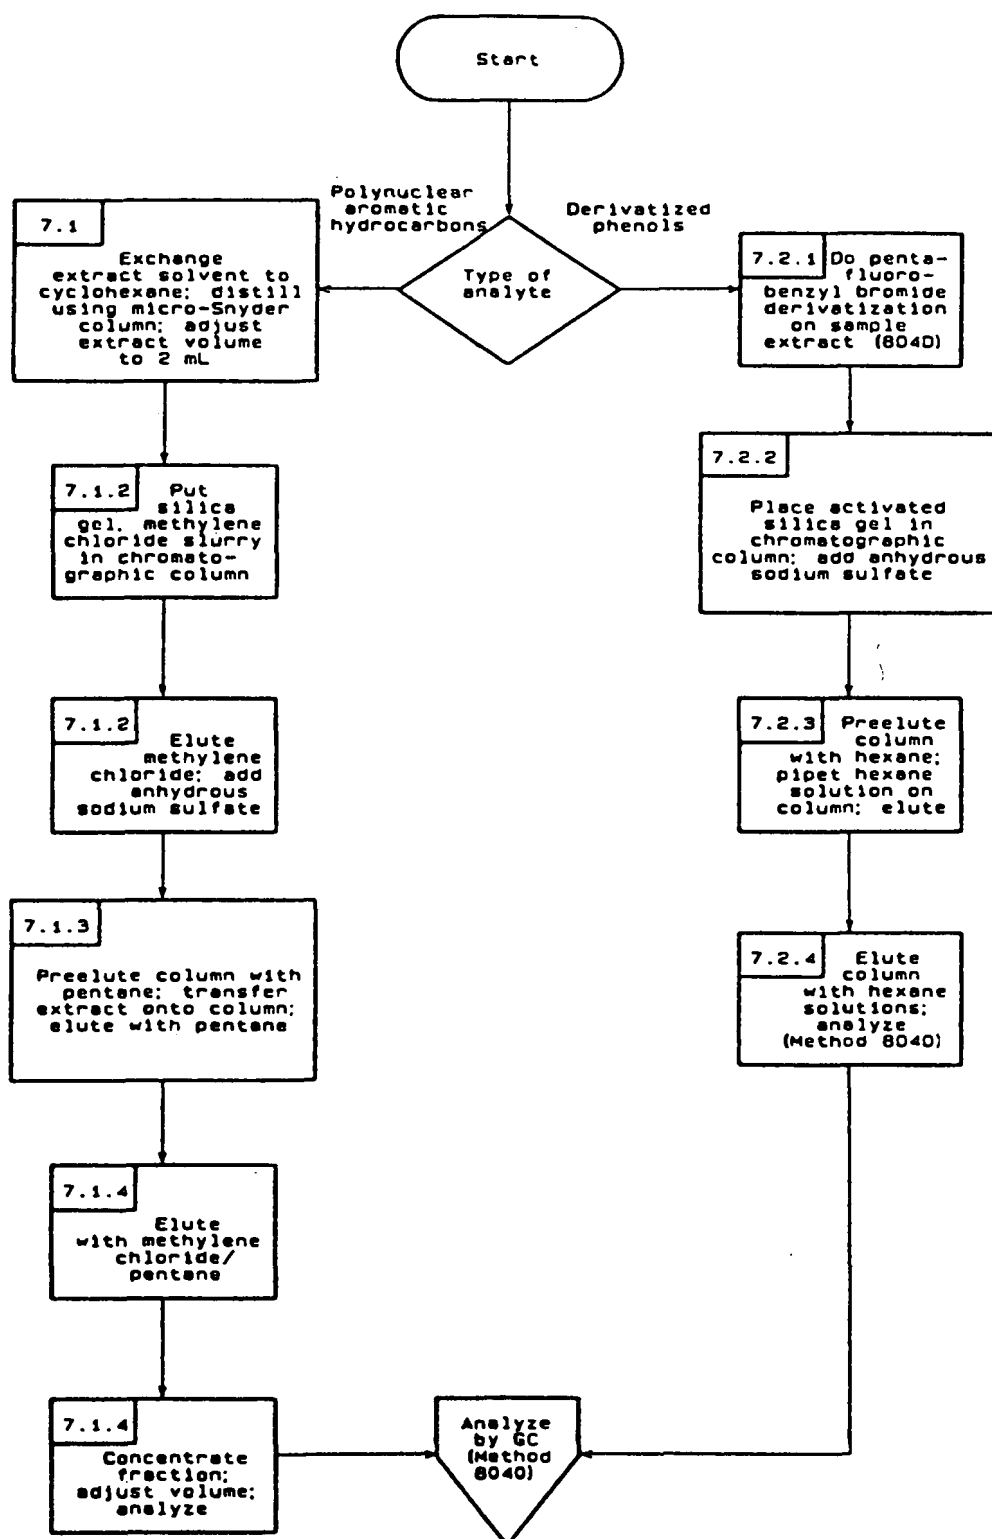 Start
Polynuclear
aromatic
hydrocarbons
Derivatized
phenols
Type of
analyte
7.1
Exchange
extract solvent to
cyclohexane; distill
using micro-Snyder
column; adjust
extract volume
to 2 mL
7.1.2
Put
silica
gel, methylene
chloride slurry
in chromato-
graphic column
7.1.2
Elute
methylene
chloride; add
anhydrous
sodium sulfate
7.1.3
Preelute column with
pentane; transfer
extract onto column;
elute with pentane
7.1.4
Elute
with methylene
chloride/
pentane
7.1.4
Concentrate
fraction;
adjust volume;
analyze
7.2.1
Do penta-
fluoro-
benzyl bromide
derivatization
on sample
extract (8040)
7.2.2
Place activated
silica gel in
chromatographic
column; add anhydrous
sodium sulfate
7.2.3
Preelute
column
with hexane;
pipet hexane
solution on
column; elute
7.2.4
Elute
column
with hexane
solutions;
analyze
(Method 8040)
Analyze
by GC
(Method
8040)